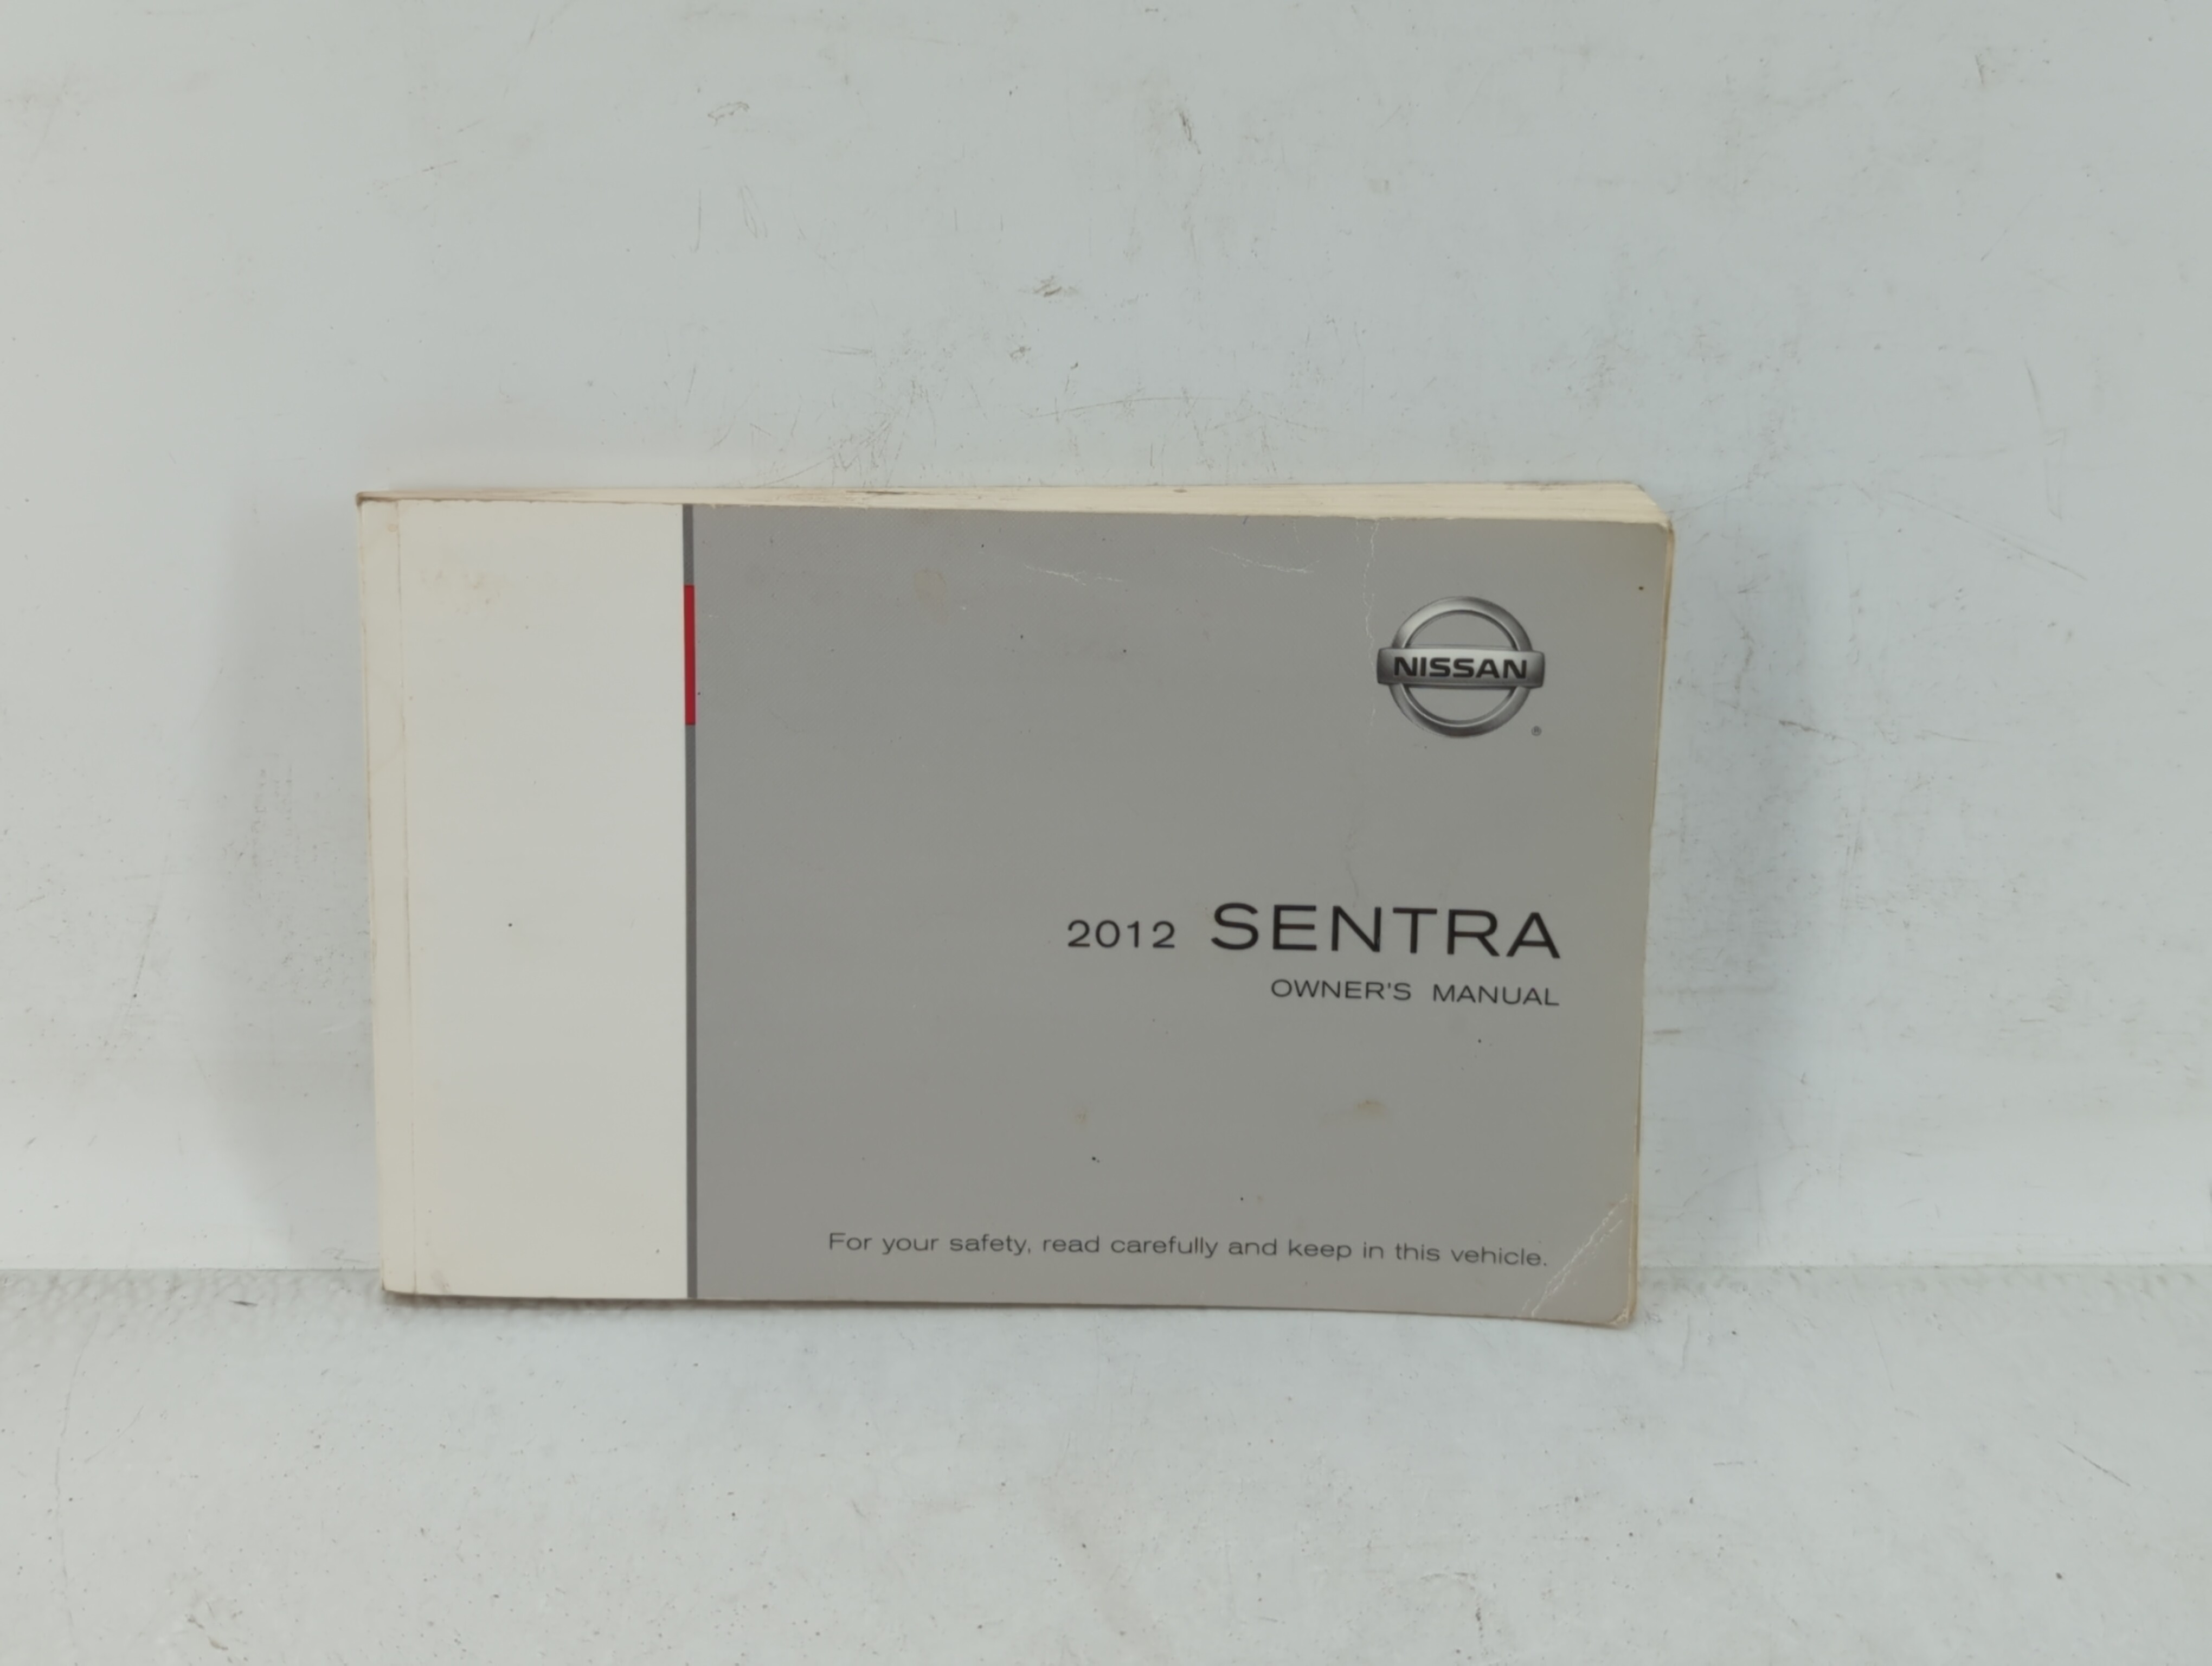 NISSAN
®
2012 SENTRA
OWNER'S MANUAL
For your safety, read carefully and keep in this vehicle.